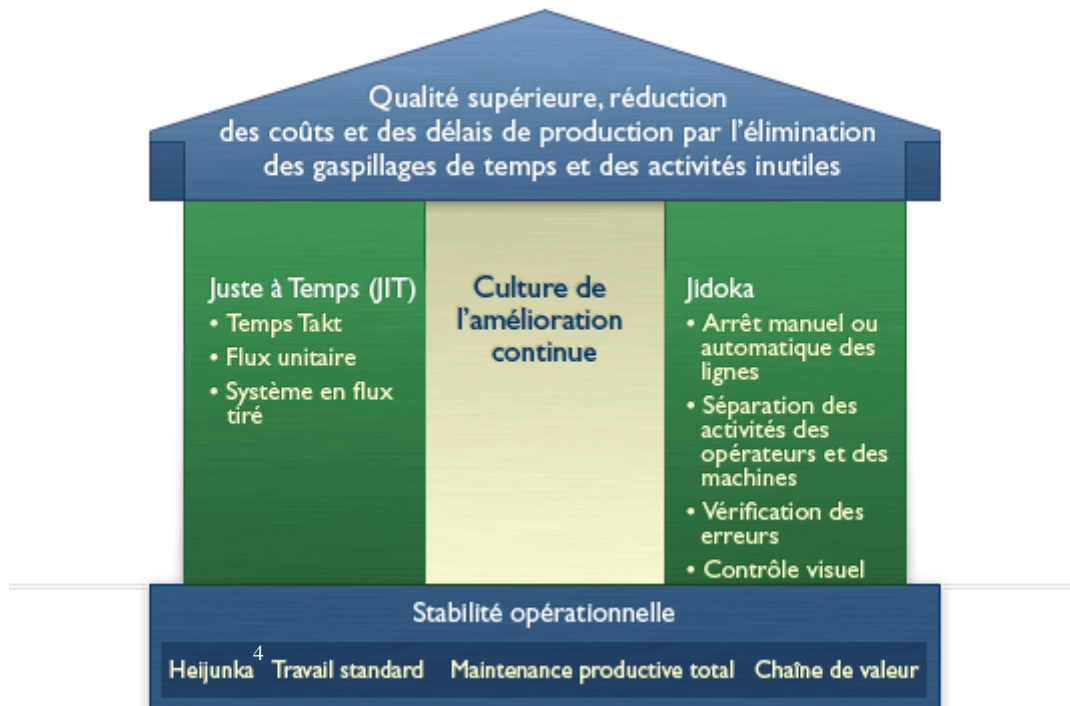 Qualité supérieure, réduction
des coûts et des délais de production par l'élimination
des gaspillages de temps et des activités inutiles
Juste à Temps (JIT)
• Temps Takt
• Flux unitaire
• Système en flux
tiré
Culture de
l'amélioration
continue
Jidoka
• Arrêt manuel ou
automatique des
lignes
• Séparation des
activités des
opérateurs et des
machines
• Vérification des
erreurs
• Contrôle visuel
Stabilité opérationnelle
Heijunka 4 Travail standard Maintenance productive total Chaîne de valeur